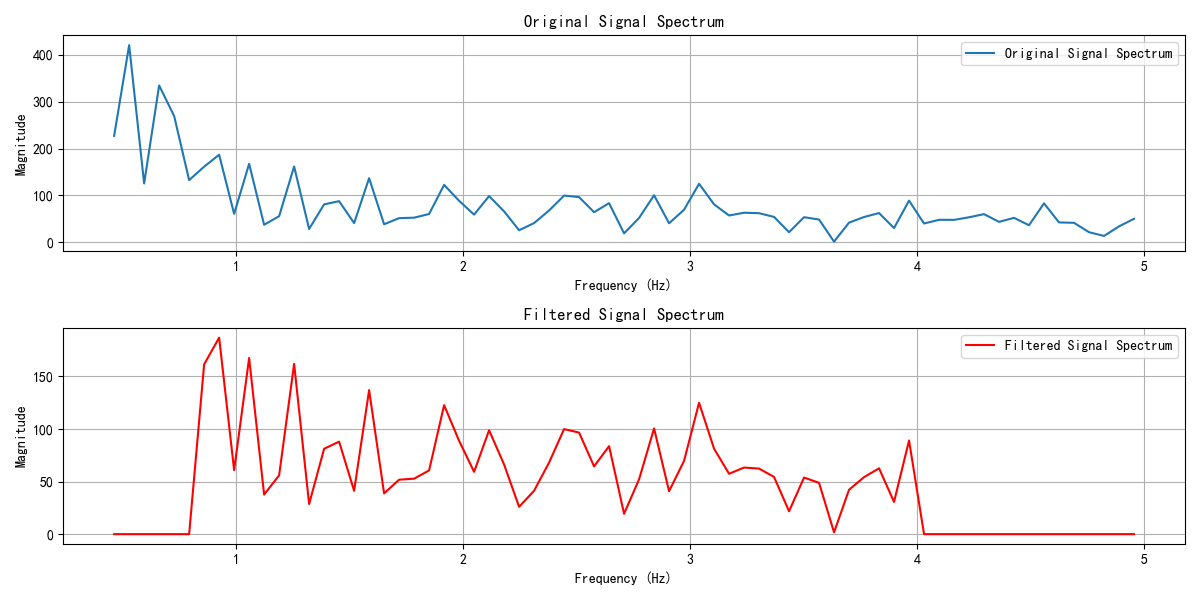 Original Signal Spectrum
Original Signal Spectrum
400
300
200
100
0
Magnitude
1
2
3
4
5
Frequency (Hz)
Filtered Signal Spectrum
Filtered Signal Spectrum
150
100
50
0
Magnitude
1
2
3
4
5
Frequency (Hz)